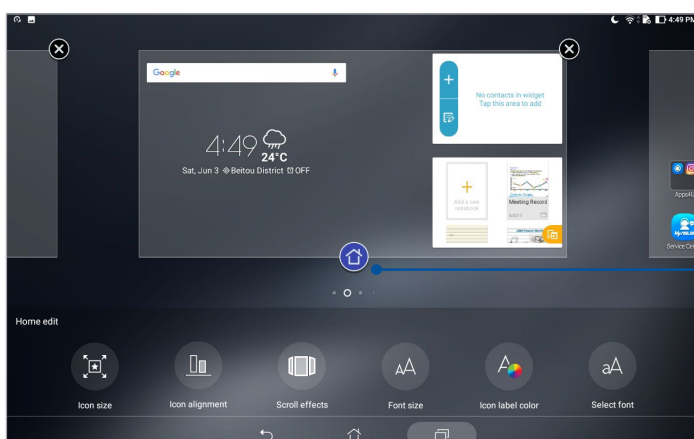 4:49 PM
Google
No contacts in widget
Tap this area to add
4:49
24°C
Sat, Jun 3 Beitou District OFF
Add a new
notebook
Meeting Record
Apps4U
Service Cen
Home edit
Icon size
Icon alignment
Scroll effects
Font size
Icon label color
Select font